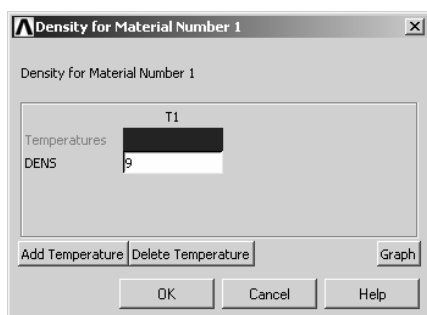 Density for Material Number 1
Density for Material Number 1
T1
Temperatures
DENS 9
Add Temperature Delete Temperature Graph
OK Cancel Help